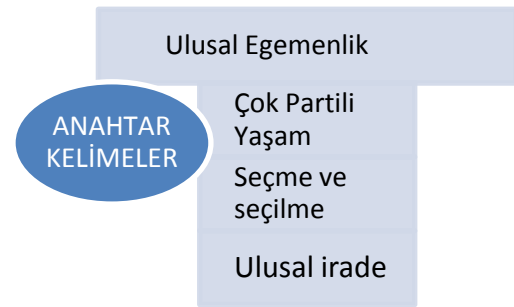 Ulusal Egemenlik
ANAHTAR
KELİMELER
Çok Partili
Yaşam
Seçme ve
seçilme
Ulusal irade